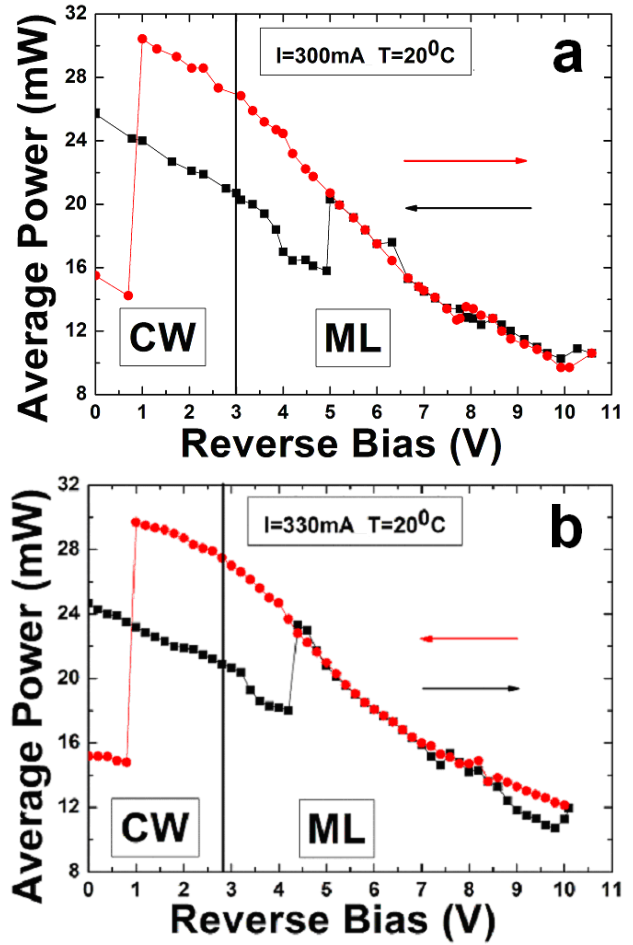 a
I=300mA T=20⁰C
32
28
24
20
16
12
8
Average Power (mW)
CW
ML
0 1 2 3 4 5 6 7 8 9 10 11
Reverse Bias (V)
b
I=330mA T=20⁰C
32
28
24
20
16
12
8
Average Power (mW)
CW
ML
0 1 2 3 4 5 6 7 8 9 10 11
Reverse Bias (V)